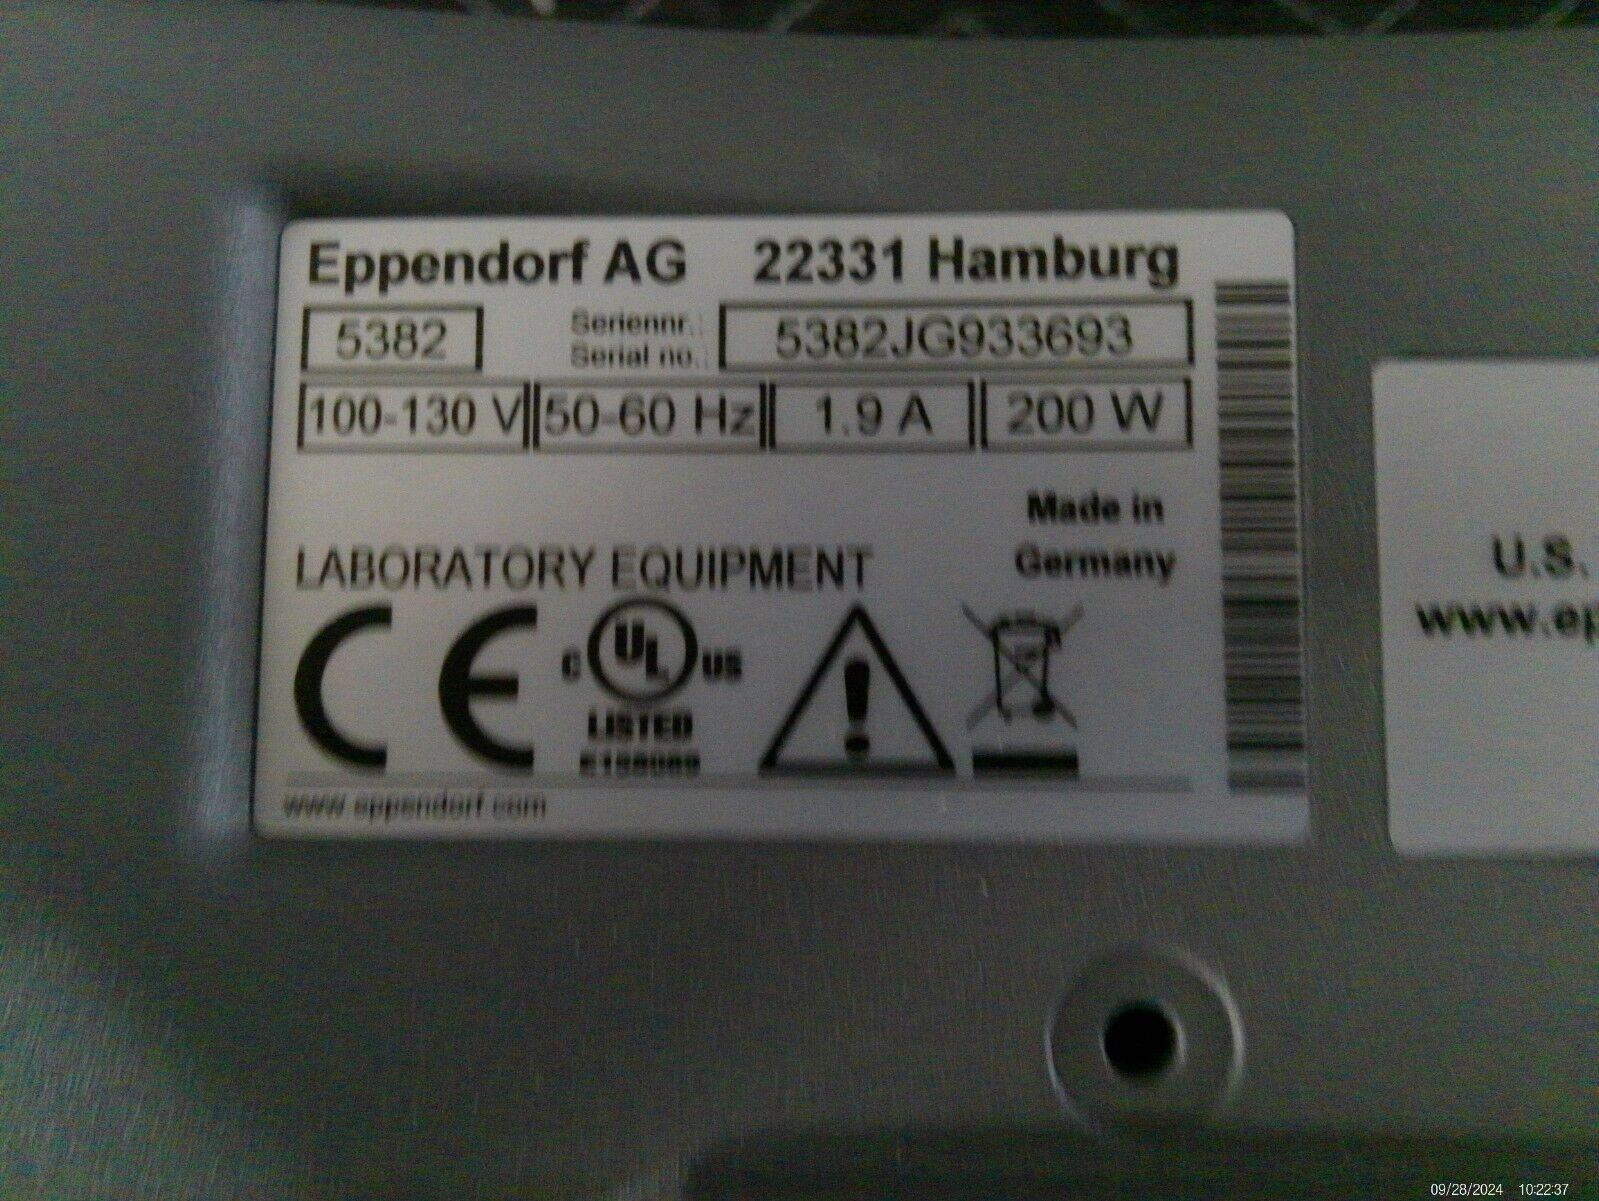 Eppendorf AG 22331 Hamburg
5382 Seriennr.: 5382JG933693
Serial no.:
100-130 V 50-60 Hz 1.9 A 200 W
Made in
Germany
LABORATORY EQUIPMENT
CE
C UL US
LISTED
www.eppendorf.com
U.S.
www.ep
09/28/2024 10:22:37